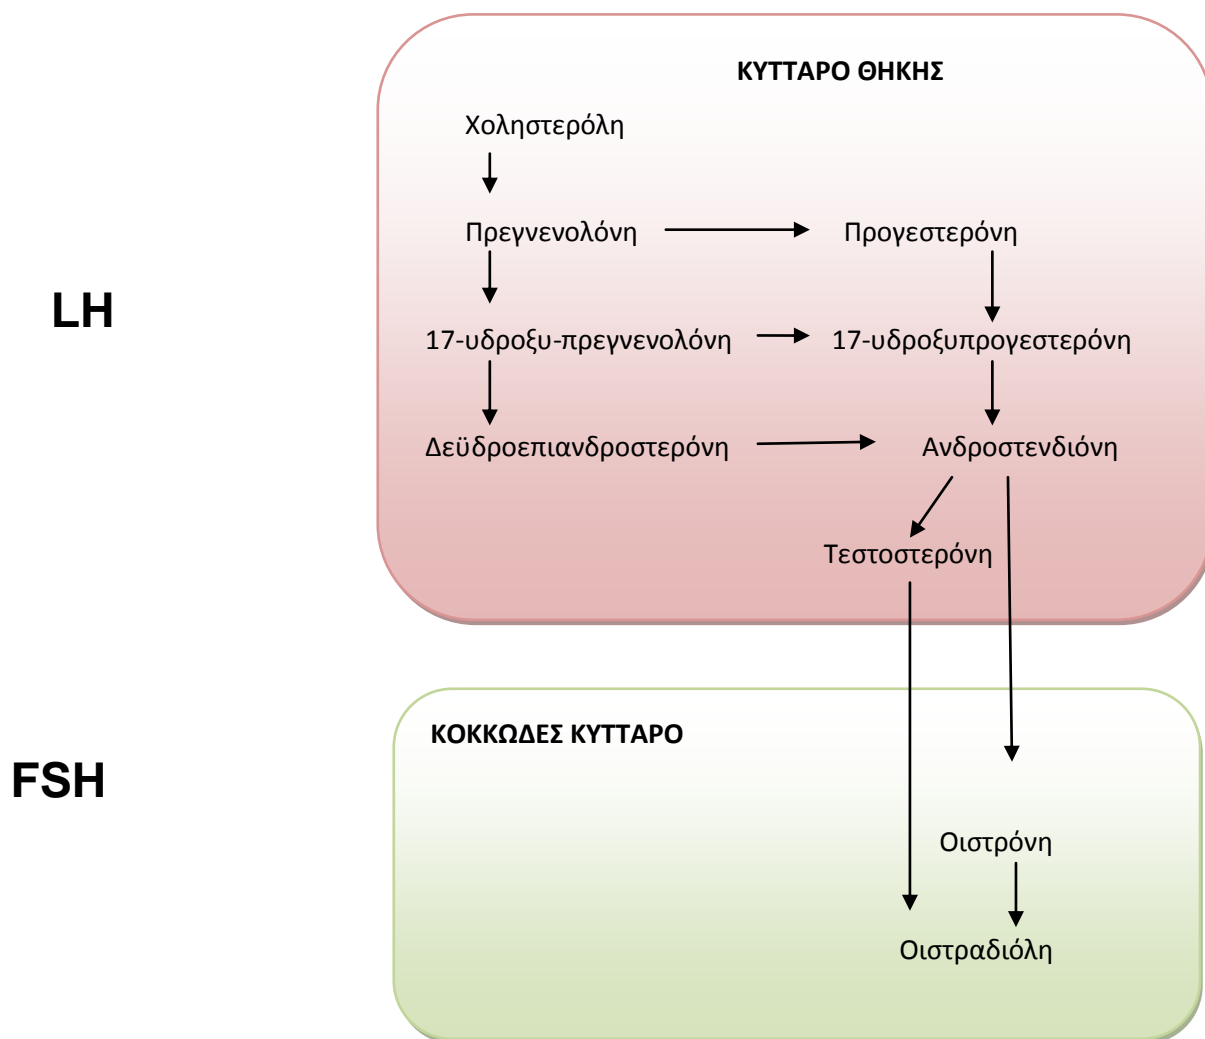 ΚΥΤΤΑΡΟ ΘΗΚΗΣ
Χοληστερόλη
Πρεγνενολόνη Προγεστερόνη
LH
17-υδροξυ-πρεγνενολόνη 17-υδροξυπρογεστερόνη
Δεϋδροεπιανδροστερόνη Ανδροστενδιόνη
Τεστοστερόνη
ΚΟΚΚΩΔΕΣ ΚΥΤΤΑΡΟ
FSH
Οιστρόνη
Οιστραδιόλη